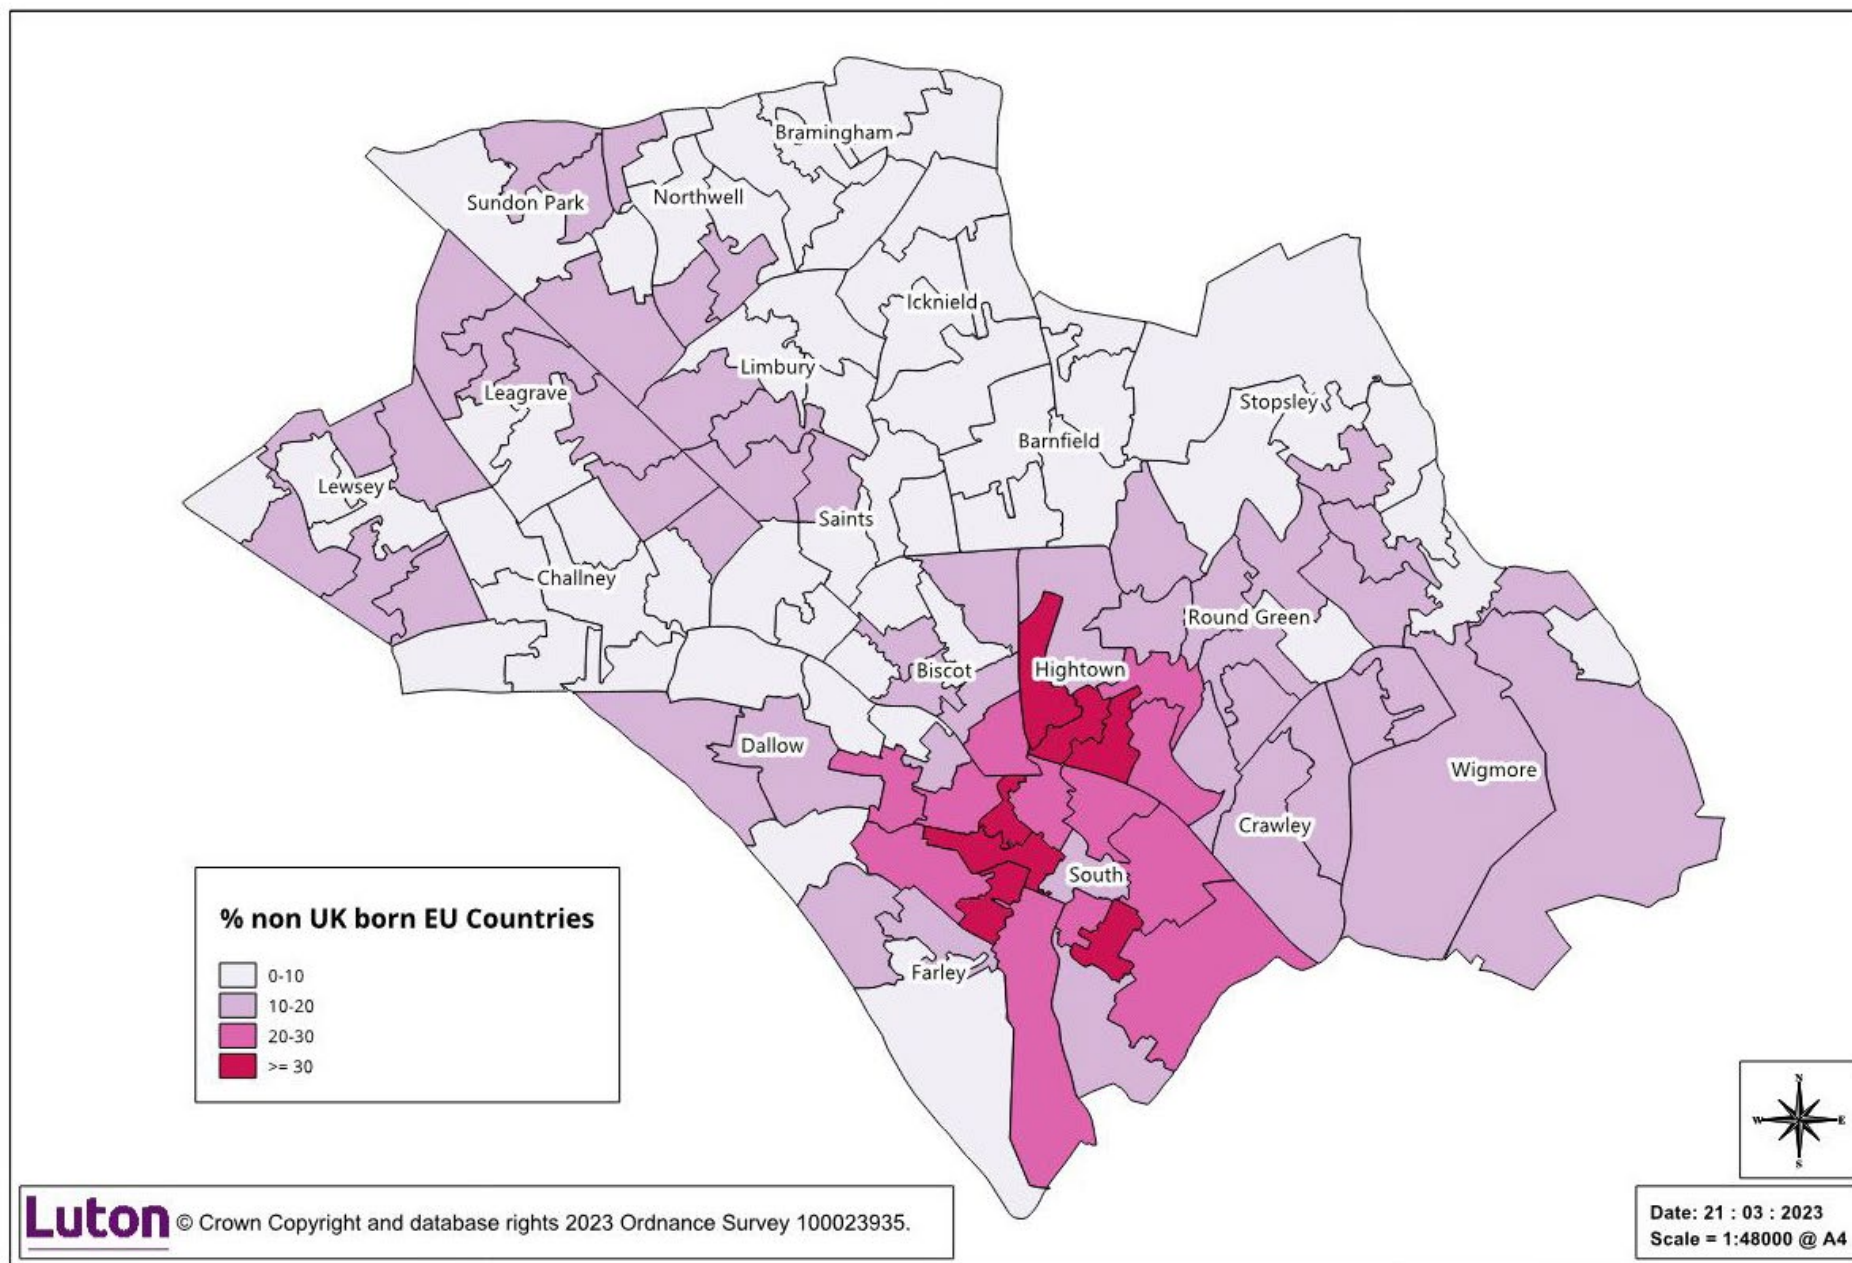 Bramingham
Sundon Park
Northwell
Icknield
Limbury
Leagrave
Stopsley
Barnfield
Lewsey
Saints
Challney
Round Green
Biscot
Hightown
Dallow
Wigmore
Crawley
South
Farley
% non UK born EU Countries
0-10
10-20
20-30
>= 30
N
W E
S
Luton © Crown Copyright and database rights 2023 Ordnance Survey 100023935.
Date: 21 : 03 : 2023
Scale = 1:48000 @ A4